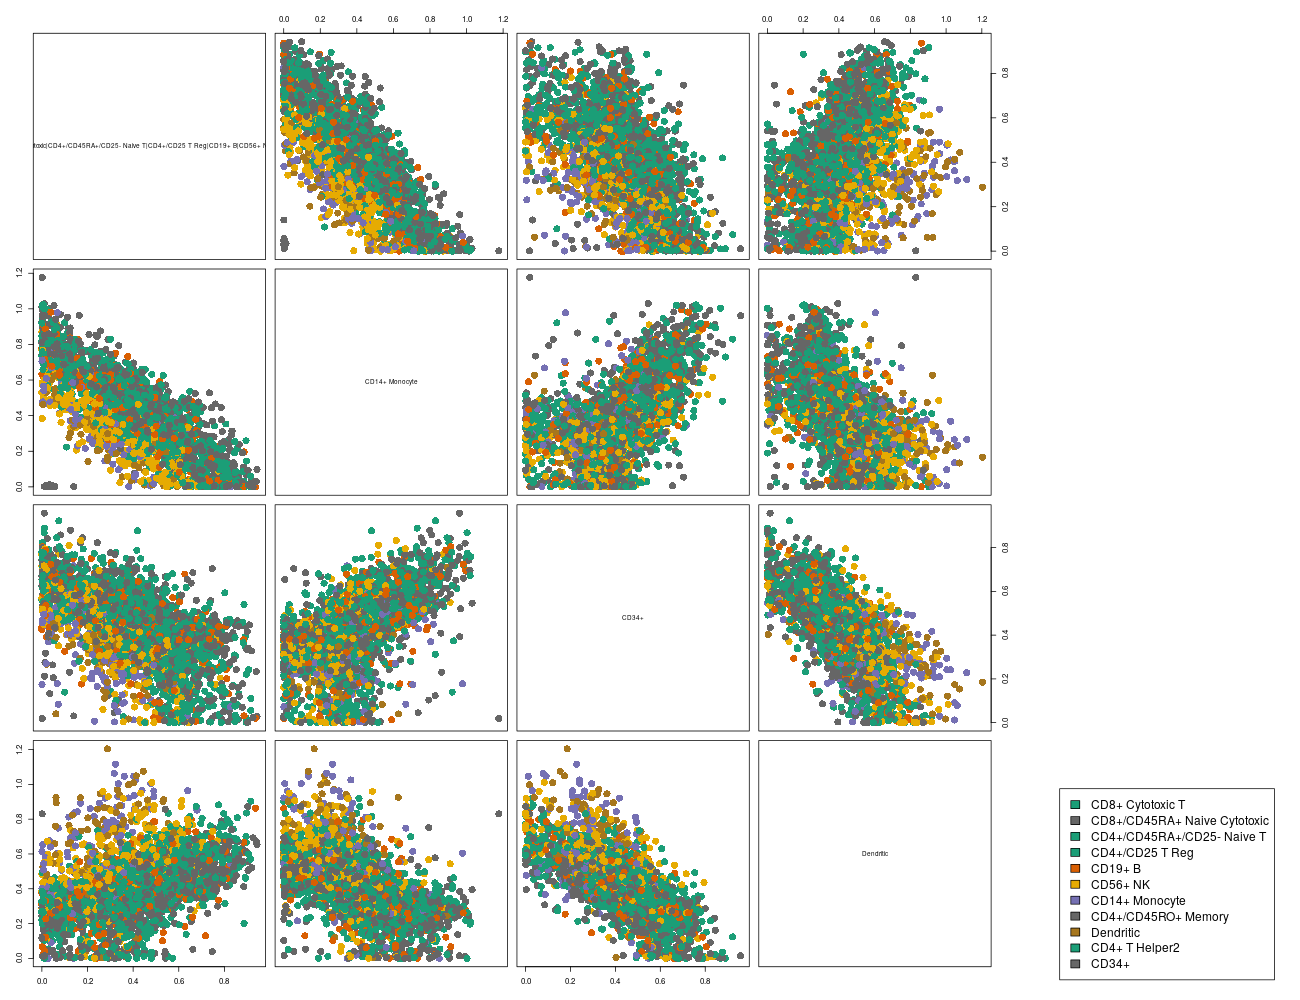 0.0 0.2 0.4 0.6 0.8 1.0 1.2
0.0 0.2 0.4 0.6 0.8 1.0 1.2
CD4+/CD45RA+/CD25- Naive T|CD4+/CD25 T Reg|CD19+ B|CD56+
0.0 0.2 0.4 0.6 0.8
0.0 0.2 0.4 0.6 0.8 1.0 1.2
CD14+ Monocyte
CD34+
0.0 0.2 0.4 0.6 0.8
0.0 0.2 0.4 0.6 0.8 1.0 1.2
Dendritic
0.0 0.2 0.4 0.6 0.8
0.0 0.2 0.4 0.6 0.8
CD8+ Cytotoxic T
CD8+/CD45RA+ Naive Cytotoxic
CD4+/CD45RA+/CD25- Naive T
CD4+/CD25 T Reg
CD19+ B
CD56+ NK
CD14+ Monocyte
CD4+/CD45RO+ Memory
Dendritic
CD4+ T Helper2
CD34+